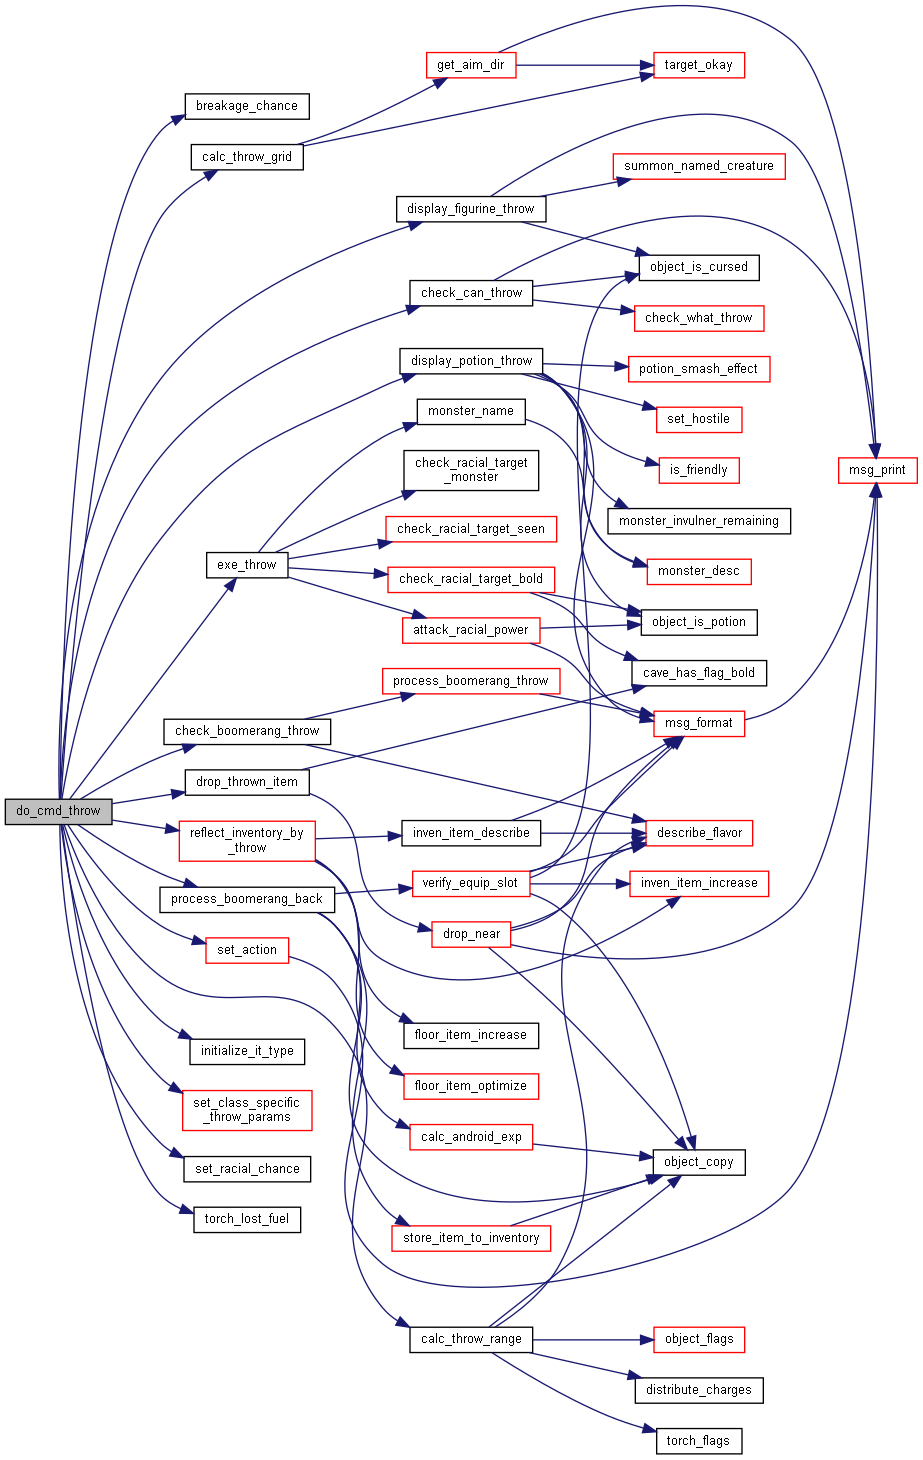 get_aim_dir
target_okay
breakage_chance
calc_throw_grid
summon_named_creature
display_figurine_throw
object_is_cursed
check_can_throw
check_what_throw
display_potion_throw
potion_smash_effect
monster_name
set_hostile
check_racial_target
_monster
is_friendly
msg_print
monster_invulner_remaining
check_racial_target_seen
exe_throw
check_racial_target_bold
monster_desc
attack_racial_power
object_is_potion
cave_has_flag_bold
process_boomerang_throw
check_boomerang_throw
msg_format
drop_thrown_item
do_cmd_throw
reflect_inventory_by
_throw
inven_item_describe
describe_flavor
verify_equip_slot
inven_item_increase
process_boomerang_back
drop_near
set_action
floor_item_increase
initialize_it_type
floor_item_optimize
set_class_specific
_throw_params
calc_android_exp
object_copy
set_racial_chance
torch_lost_fuel
store_item_to_inventory
calc_throw_range
object_flags
distribute_charges
torch_flags